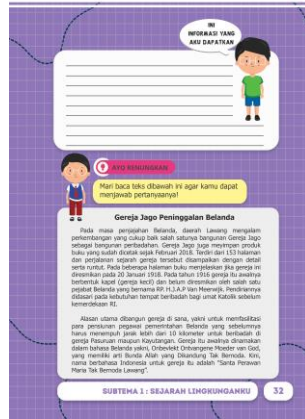 INI
INFORMASI YANG
AKU DAPATKAN
AYO RENUNGKAN
Mari baca teks dibawah ini agar kamu dapat
menjawab pertanyaanya!
Gereja Jago Peninggalan Belanda
Pada masa penjajahan Belanda, daerah Lawang mengalami
perkembangan yang cukup baik salah satunya bangunan Gereja Jago
sebagai bangunan peribadahan. Gereja Jago juga meyimpan produk
buku yang sudah dicetak sejak Februari 2018. Terdiri dari 153 halaman
dan perjalanan sejarah gereja tersebut disampaikan dengan detail
serta runtut. Pada beberapa halaman buku menjelaskan jika gereja ini
diresmikan pada 20 Januari 1918. Pada tahun 1916 gereja itu awalnya
berbentuk kapel (gereja kecil) dan belum diresmikan oleh salah satu
pejabat Belanda yang bernama RP. H.J.A.P Van Meerwijk. Pendiriannya
didasari pada kebutuhan tempat beribadah bagi umat Katolik sebelum
kemerdekaan RI.
Alasan utama dibangun gereja di sana, yakni untuk memfasilitasi
para pensiunan pegawai pemerintahan Belanda yang sebelumnya
harus menempuh jarak lebih dari 10 kilometer untuk beribadah di
gereja Pasuruan maupun Kayutangan. Gereja itu awalnya dinamakan
dalam bahasa Belanda yakni, Onbevlekt Ontvangene Moeder van God,
yang memiliki arti Bunda Allah yang Dikandung Tak Bernoda. Kini,
nama berbahasa Indonesia untuk gereja itu adalah "Santa Perawan
Maria Tak Bernoda Lawang".
SUBTEMA 1 : SEJARAH LINGKUNGANKU
32